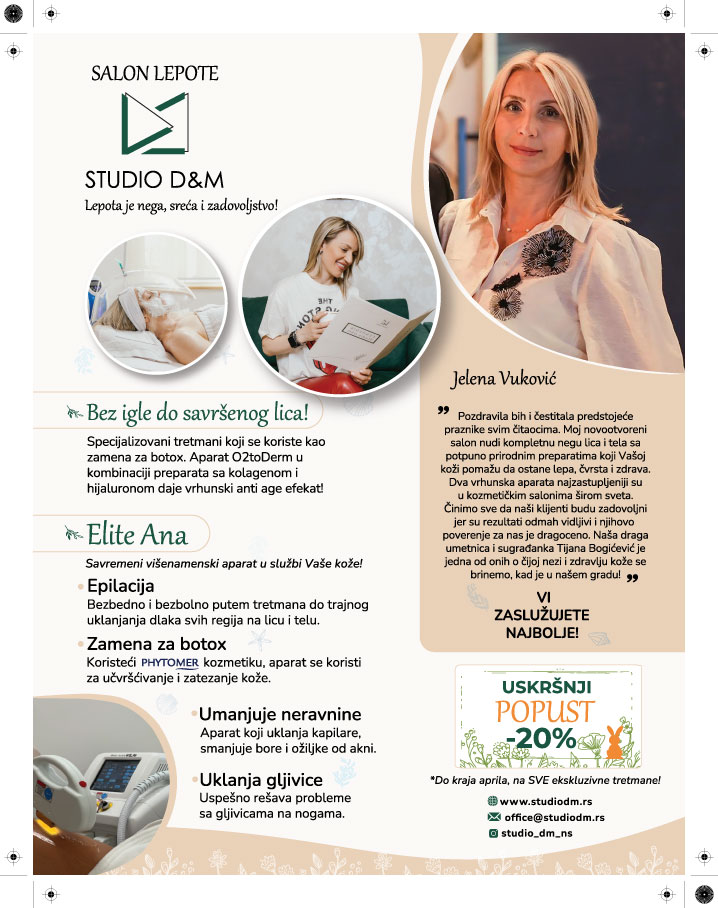 SALON LEPOTE
STUDIO D&M
Lepota je nega, sreća i zadovoljstvo!
Bez igle do savršenog lica!
Specijalizovani tretmani koji se koriste kao
zamena za botox. Aparat O2toDerm u
kombinaciji preparata sa kolagenom i
hijaluronom daje vrhunski anti age efekat!
Elite Ana
Savremeni višenamenski aparat u službi Vaše kože!
Epilacija
Bezbedno i bezbolno putem tretmana do trajnog
uklanjanja dlaka svih regija na licu i telu.
Zamena za botox
Koristeći PHYTOMER kozmetiku, aparat se koristi
za učvršćivanje i zatezanje kože.
Umanjuje neravnine
Aparat koji uklanja kapilare,
smanjuje bore i ožiljke od akni.
Uklanja gljivice
Uspešno rešava probleme
sa gljivicama na nogama.
Jelena Vuković
" Pozdravila bih i čestitala predstojeće
praznike svim čitaocima. Moj novootvoreni
salon nudi kompletnu negu lica i tela sa
potpuno prirodnim preparatima koji Vašoj
koži pomažu da ostane lepa, čvrsta i zdrava.
Dva vrhunska aparata najzastupljeniji su
u kozmetičkim salonima širom sveta.
Činimo sve da naši klijenti budu zadovoljni
jer su rezultati odmah vidljivi i njihovo
poverenje za nas je dragoceno. Naša draga
umetnica i sugrađanka Tijana Bogićević je
jedna od onih o čijoj nezi i zdravlju kože se
brinemo, kad je u našem gradu! "
VI
ZASLUŽUJETE
NAJBOLJE!
USKRŠNJI
POPUST
-20%
*Do kraja aprila, na SVE ekskluzivne tretmane!
www.studiodm.rs
office@studiodm.rs
studio_dm_ns